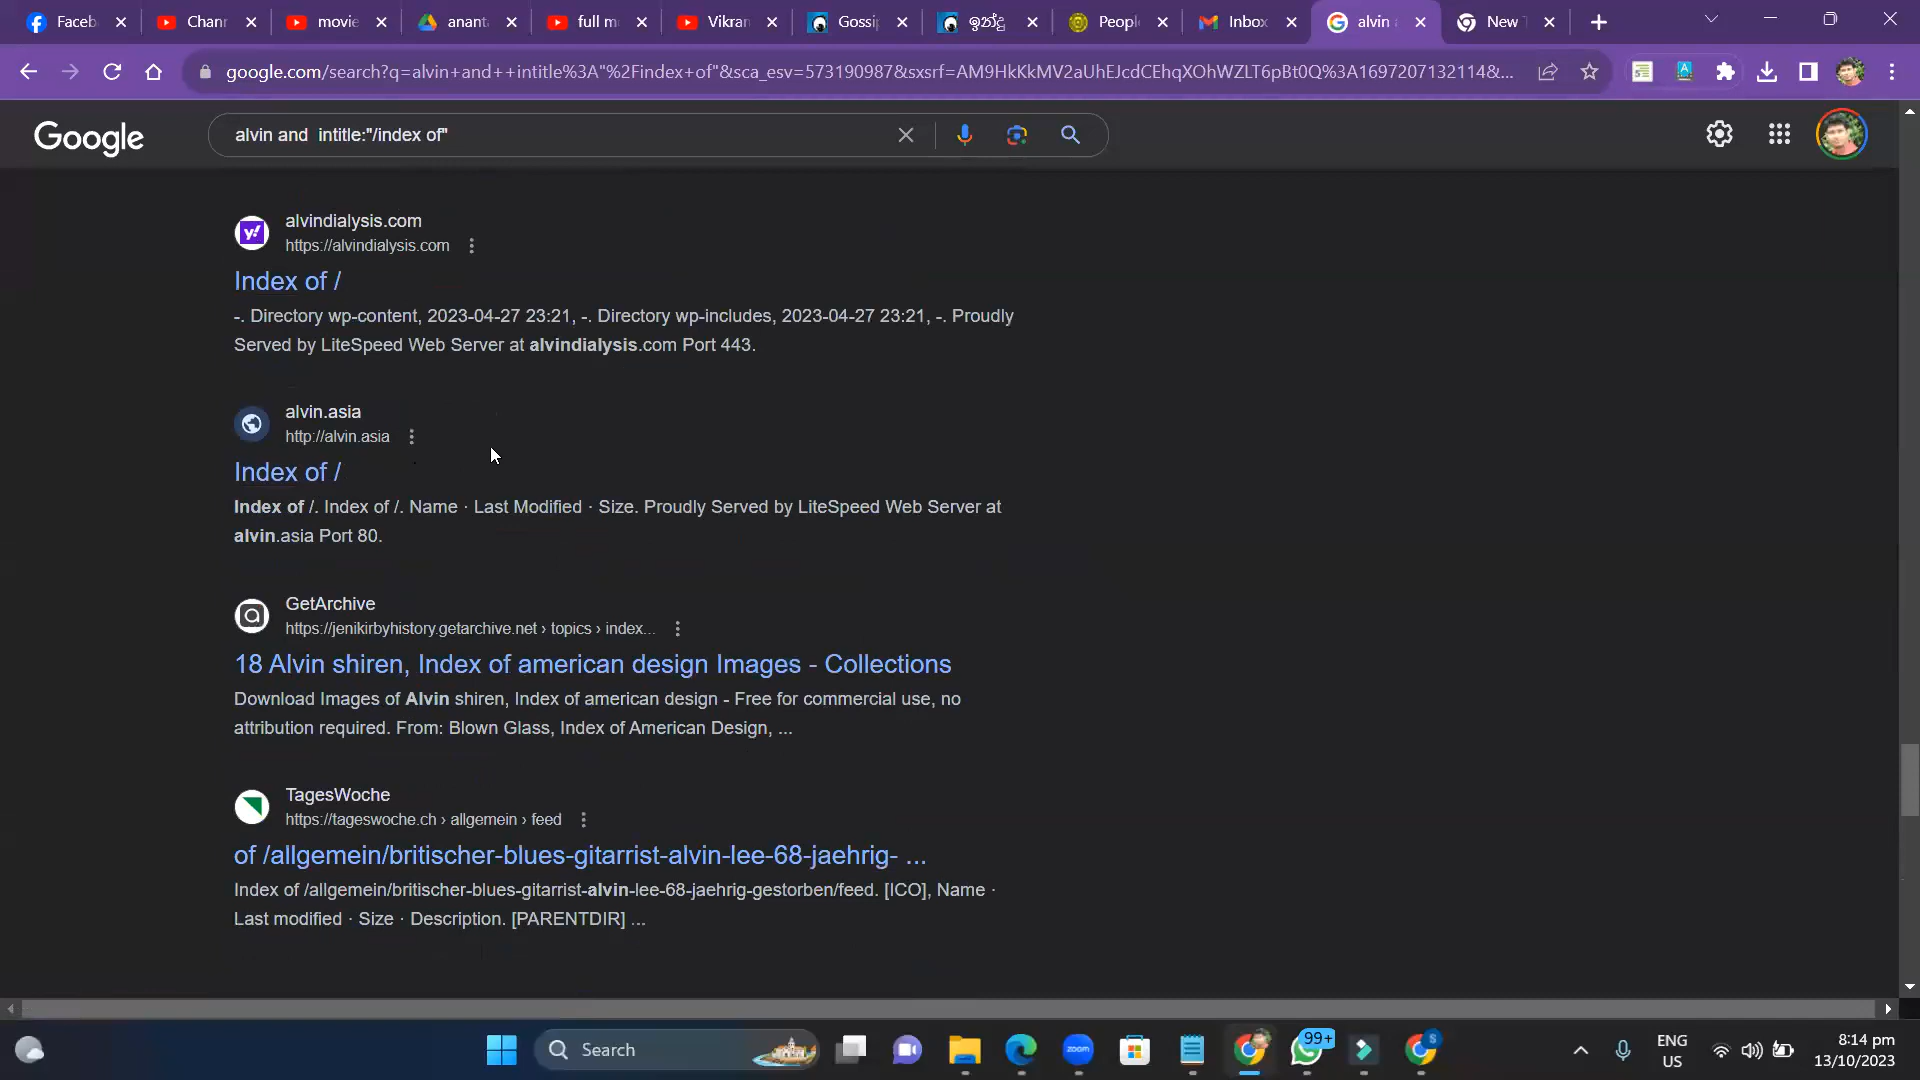 Faceb
Chann
movie
ananta
full m
Vikran
Gossip
ඉන්දු
People
Inbox
alvin a
New T
google.com/search?q=alvin+and++intitle%3A"%2Findex+of"&sca_esv=573190987&sxsrf=AM9HkKkMV2aUhEJcdCEhqXOhWZLT6pBt0Q%3A1697207132114&...
Google
alvin and  intitle:"/index of"
alvindialysis.com
https://alvindialysis.com
Index of /
-. Directory wp-content, 2023-04-27 23:21, -. Directory wp-includes, 2023-04-27 23:21, -. Proudly
Served by LiteSpeed Web Server at alvindialysis.com Port 443.
alvin.asia
http://alvin.asia
Index of /
Index of /. Index of /. Name · Last Modified · Size. Proudly Served by LiteSpeed Web Server at
alvin.asia Port 80.
GetArchive
https://jenikirbyhistory.getarchive.net › topics › index...
18 Alvin shiren, Index of american design Images - Collections
Download Images of Alvin shiren, Index of american design - Free for commercial use, no
attribution required. From: Blown Glass, Index of American Design, ...
TagesWoche
https://tageswoche.ch › allgemein › feed
of /allgemein/britischer-blues-gitarrist-alvin-lee-68-jaehrig- ...
Index of /allgemein/britischer-blues-gitarrist-alvin-lee-68-jaehrig-gestorben/feed. [ICO], Name ·
Last modified · Size · Description. [PARENTDIR] ...
Search
zoom
99+
S
ENG
US
8:14 pm
13/10/2023